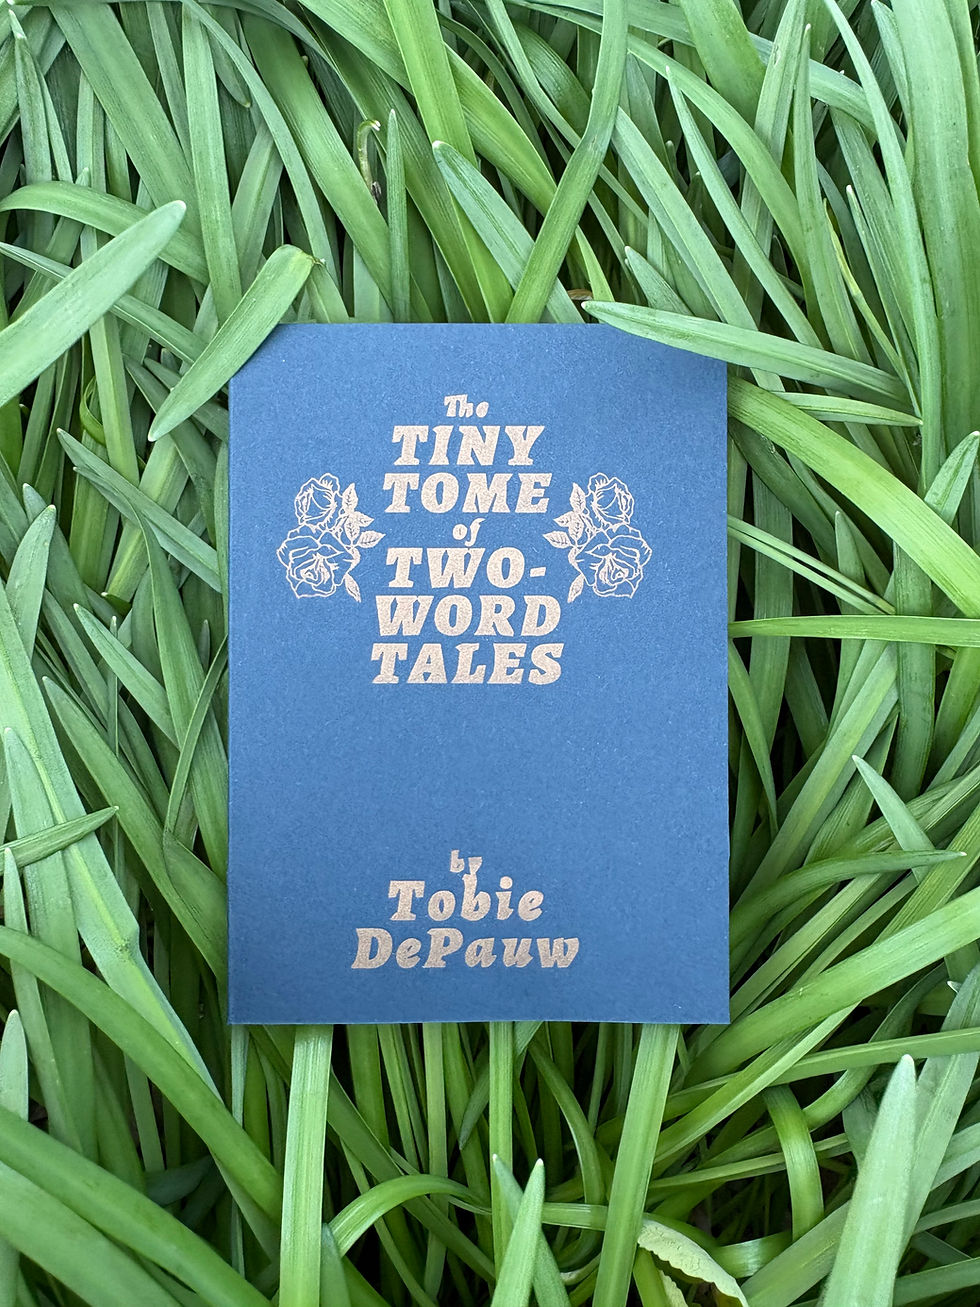 The
TINY
TOME
of
TWO-
WORD
TALES
by
Tobie
DePauw